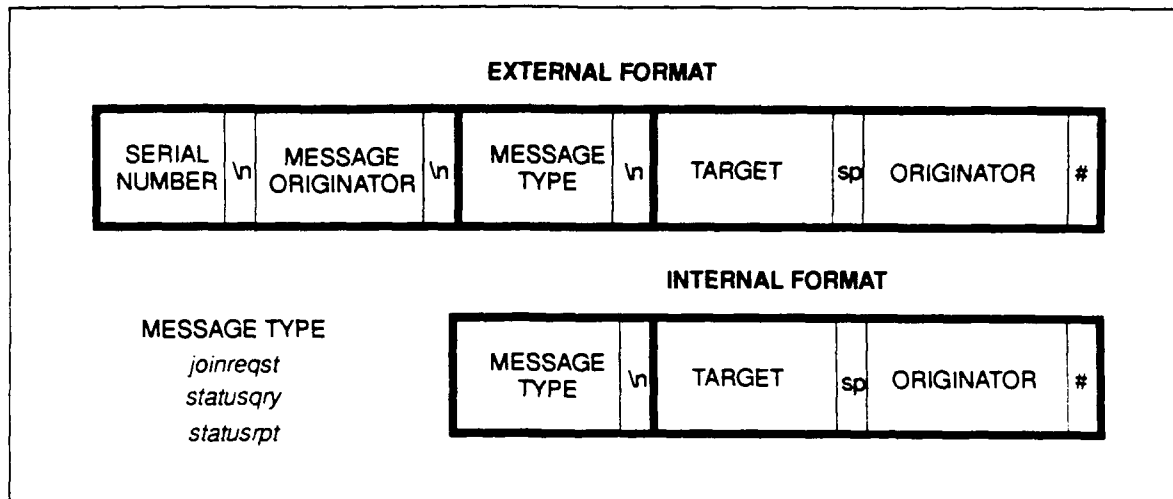 EXTERNAL FORMAT
SERIAL NUMBER \n MESSAGE ORIGINATOR \n MESSAGE TYPE \n TARGET sp ORIGINATOR #
INTERNAL FORMAT
MESSAGE TYPE \n TARGET sp ORIGINATOR #
MESSAGE TYPE
joinreqst
statusqry
statusrpt